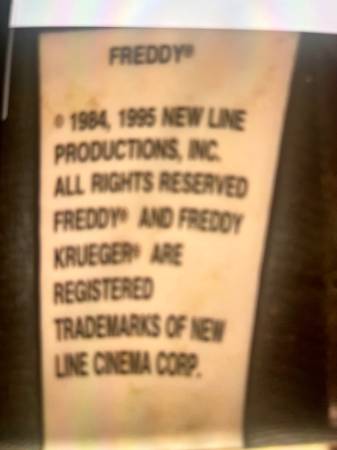 FREDDY®
© 1984, 1995 NEW LINE
PRODUCTIONS, INC.
ALL RIGHTS RESERVED
FREDDY® AND FREDDY
KRUEGER® ARE
REGISTERED
TRADEMARKS OF NEW
LINE CINEMA CORP.